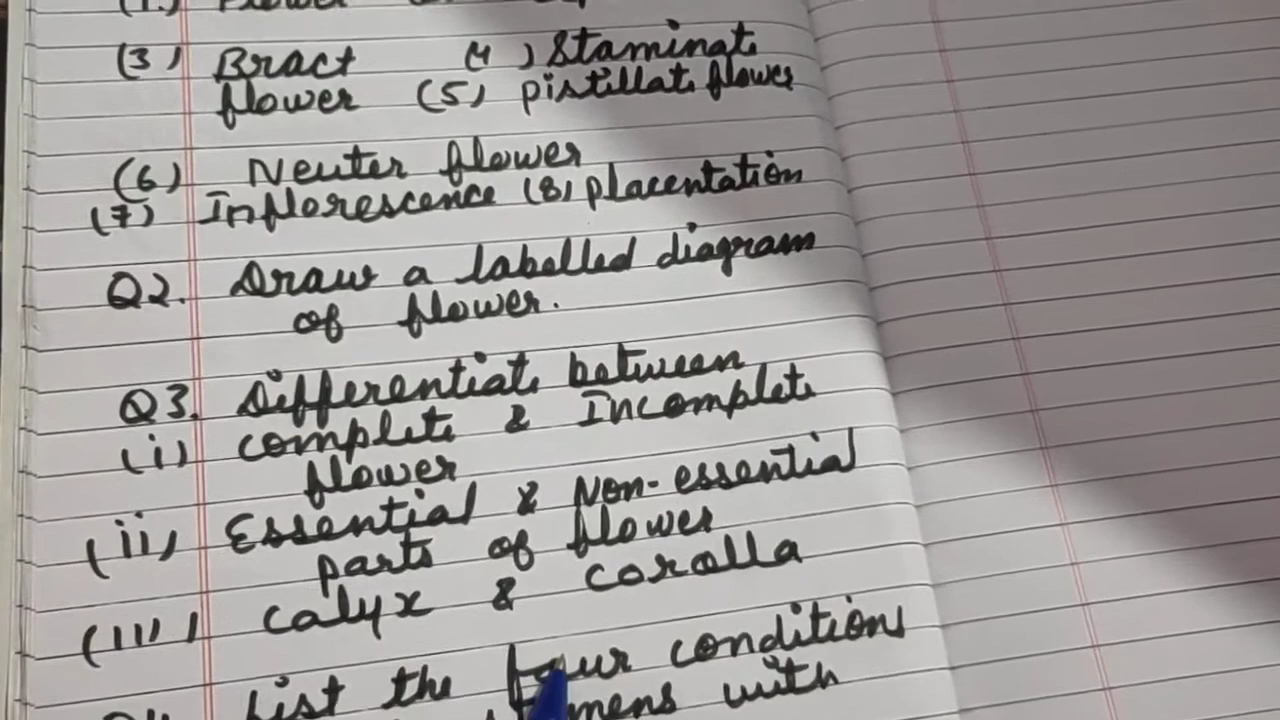 (1.) Flower
(3) Bract (4) Staminate
flower (5) pistillate flower
(6) Neuter flower
(7) Inflorescence (8) placentation
Q2. Draw a labelled diagram
of flower.
Q3. Differentiate between
(i) complete & Incomplete
flower
(ii) Essential & Non-essential
parts of flower
(iii) calyx & corolla
List the four conditions
with